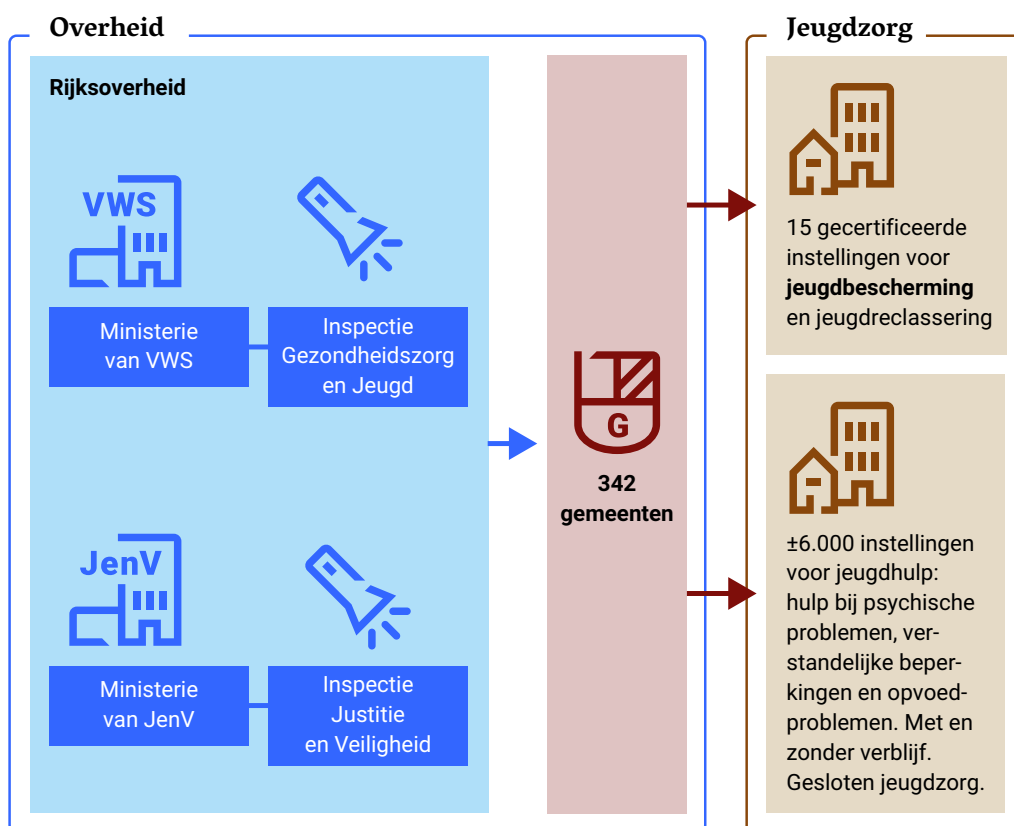 Overheid
Rijksoverheid
VWS
Ministerie
van VWS
Inspectie
Gezondheidszorg
en Jeugd
JenV
Ministerie
van JenV
Inspectie
Justitie
en Veiligheid
G
342
gemeenten
Jeugdzorg
15 gecertificeerde
instellingen voor
jeugdbescherming
en jeugdreclassering
±6.000 instellingen
voor jeugdhulp:
hulp bij psychische
problemen, ver-
standelijke beper-
kingen en opvoed-
problemen. Met en
zonder verblijf.
Gesloten jeugdzorg.